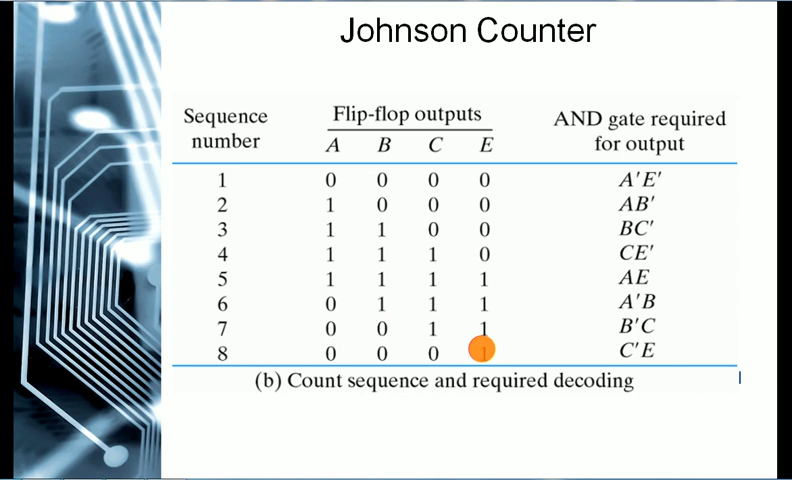 Johnson Counter
Sequence number Flip-flop outputs AND gate required for output
A B C E
1 0 0 0 0 A'E'
2 1 0 0 0 AB'
3 1 1 0 0 BC'
4 1 1 1 0 CE'
5 1 1 1 1 AE
6 0 1 1 1 A'B
7 0 0 1 1 B'C
8 0 0 0 1 C'E
(b) Count sequence and required decoding